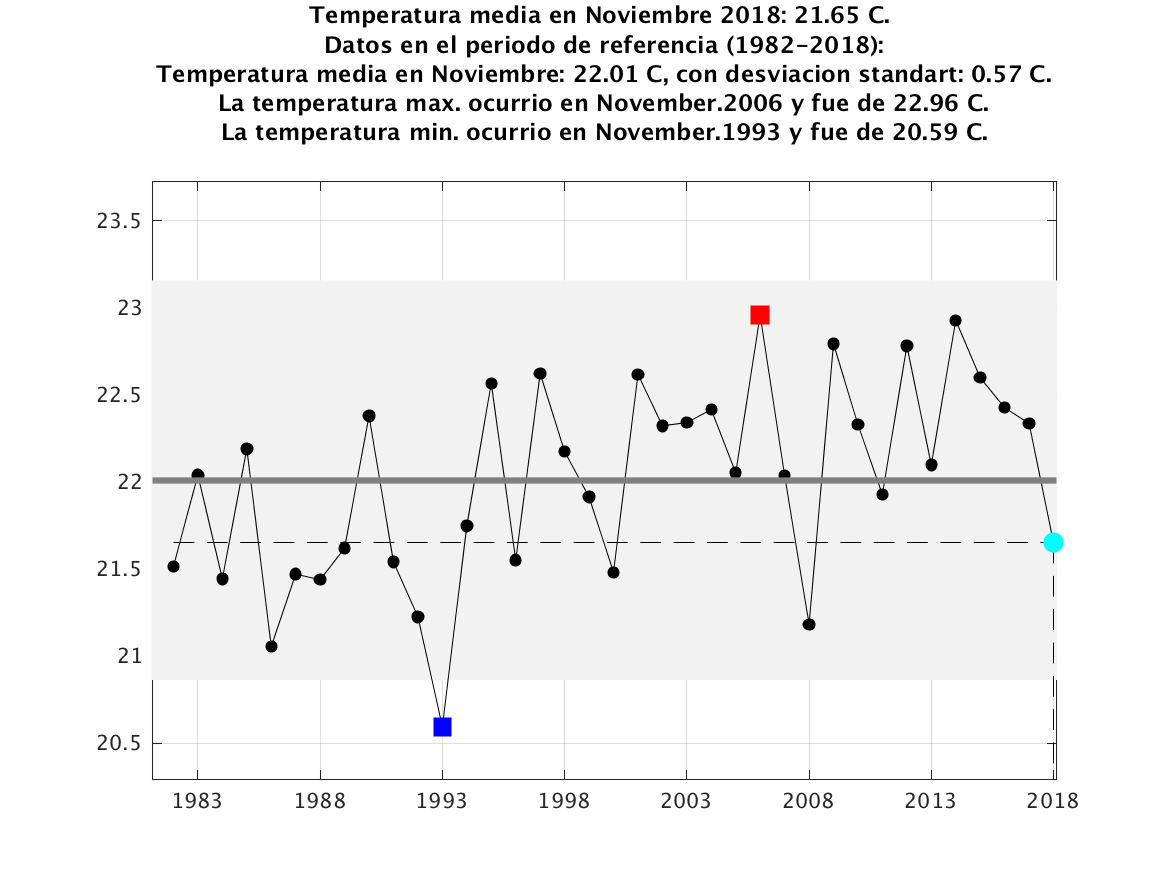 Temperatura media en Noviembre 2018: 21.65 C.
Datos en el periodo de referencia (1982-2018):
Temperatura media en Noviembre: 22.01 C, con desviacion standart: 0.57 C.
La temperatura max. ocurrio en November.2006 y fue de 22.96 C.
La temperatura min. ocurrio en November.1993 y fue de 20.59 C.
23.5
23
22.5
22
21.5
21
20.5
1983 1988 1993 1998 2003 2008 2013 2018